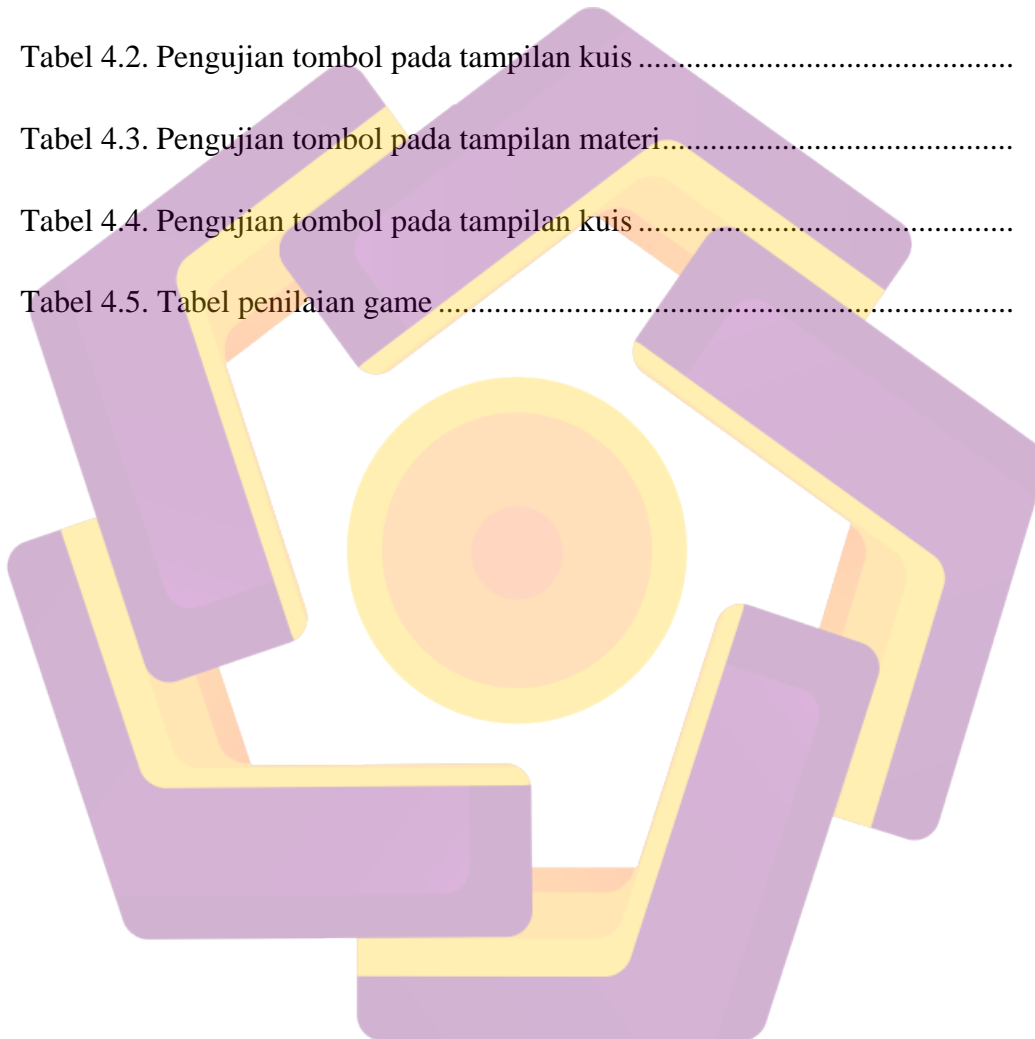 Tabel 4.2. Pengujian tombol pada tampilan kuis ................................................
Tabel 4.3. Pengujian tombol pada tampilan materi.............................................
Tabel 4.4. Pengujian tombol pada tampilan kuis ................................................
Tabel 4.5. Tabel penilaian game .........................................................................